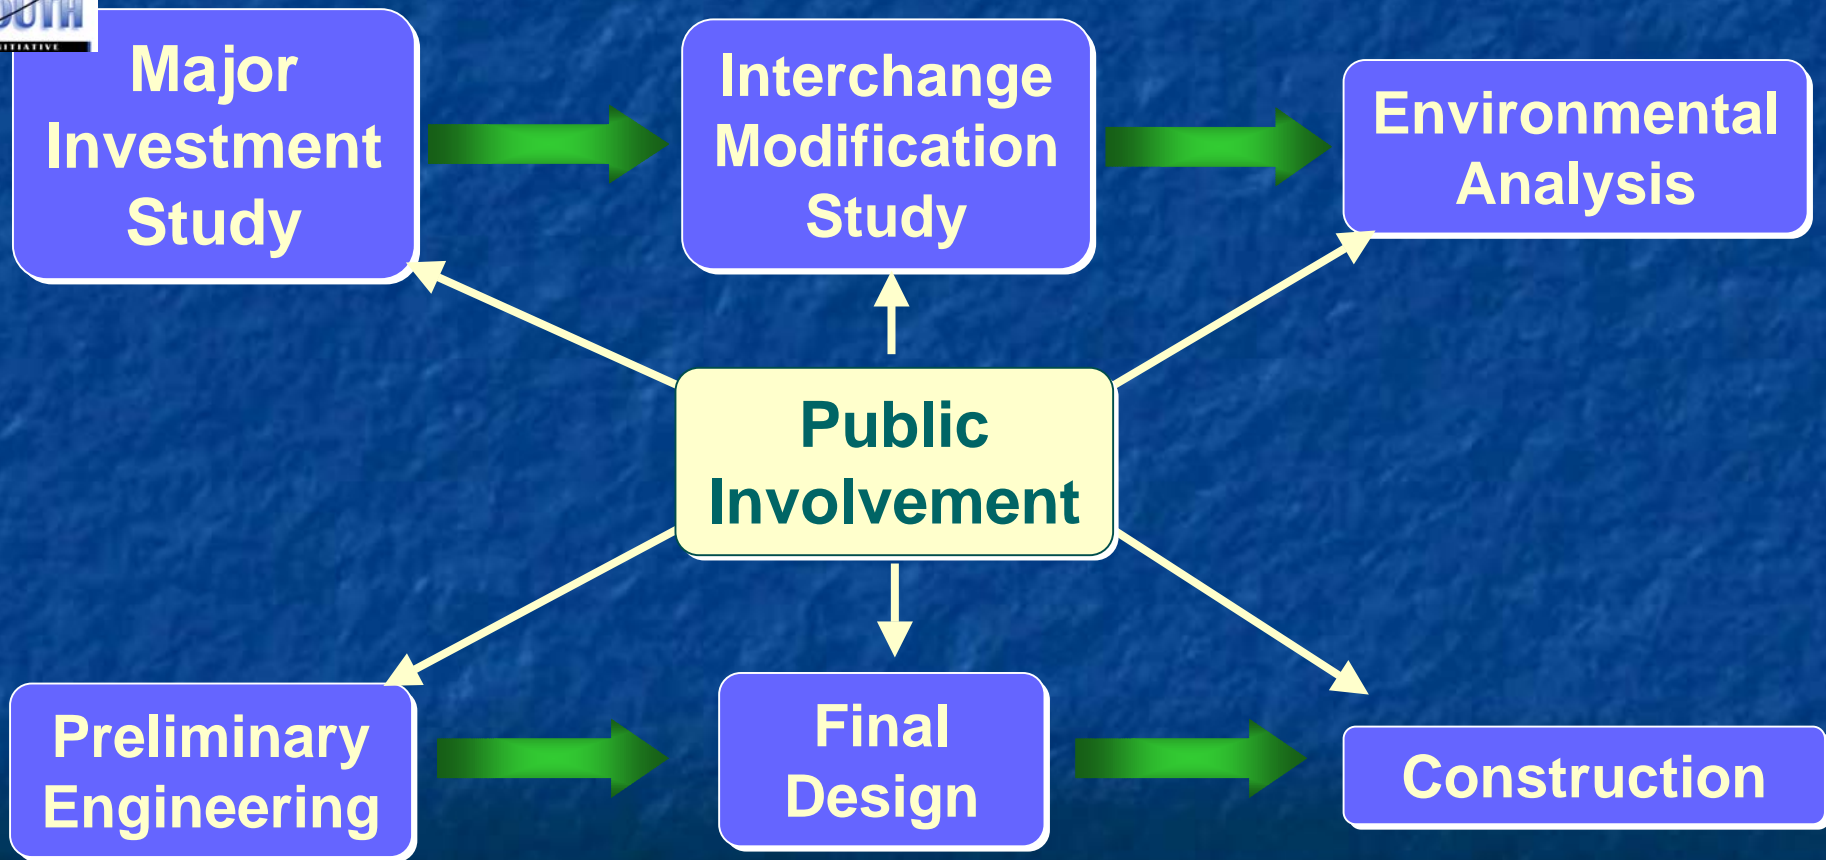 Major
Investment
Study
Interchange
Modification
Study
Environmental
Analysis
Public
Involvement
Preliminary
Engineering
Final
Design
Construction